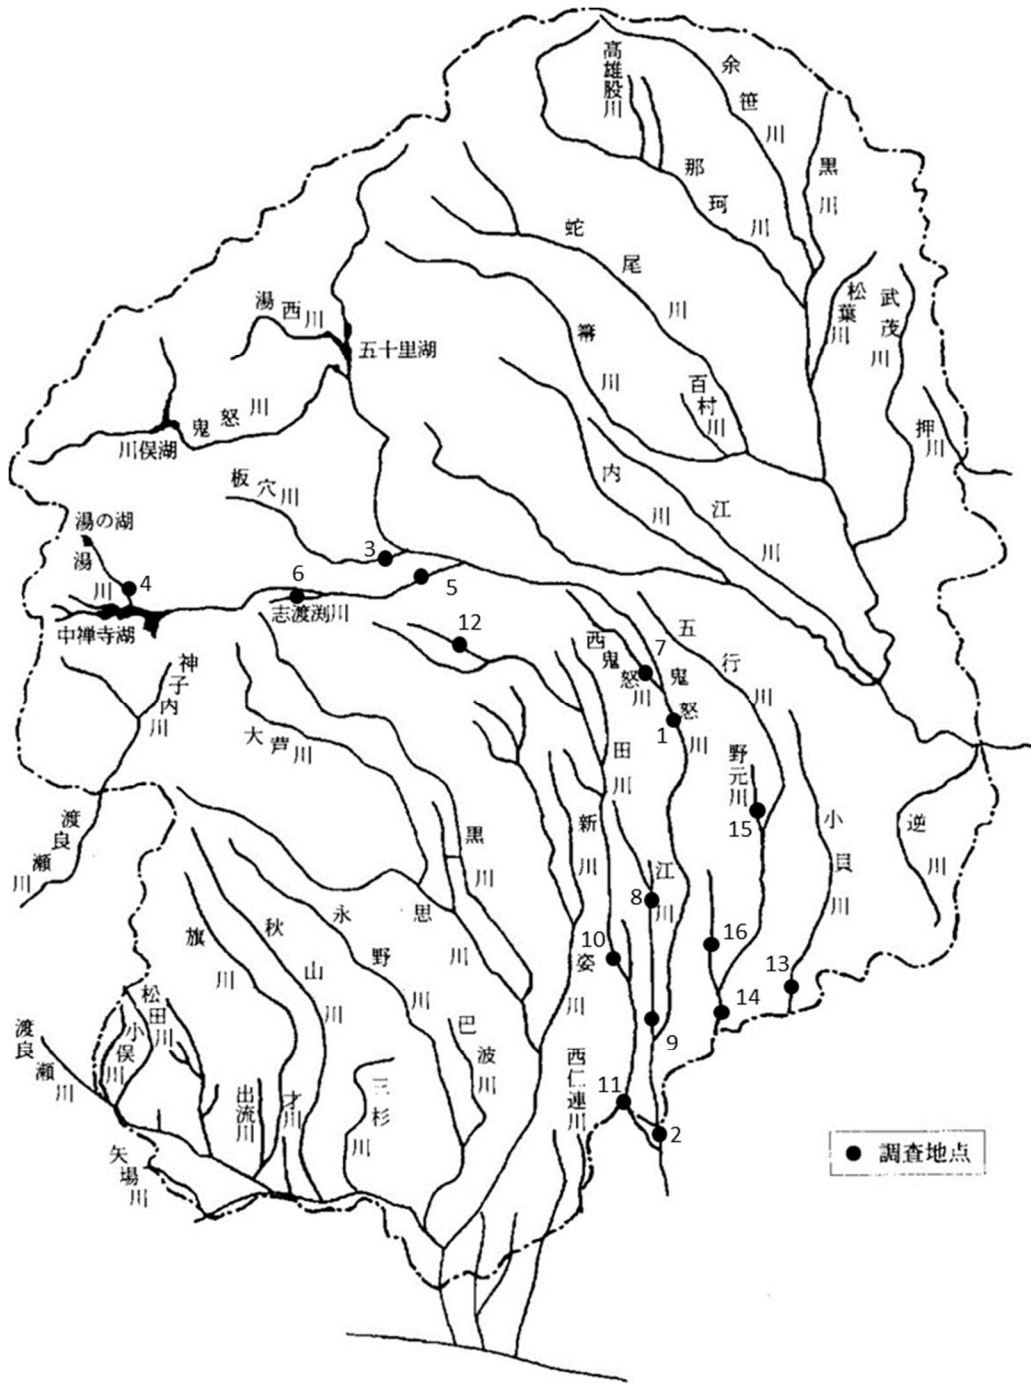 余笹川
高雄股川
黒川
那珂川
蛇尾川
松葉川
武茂川
湯西川
五十里湖
箒川
百村川
押川
鬼怒川
川俣湖
板穴川
内川
江川
湯の湖
湯川
3
4
5
6
志渡渕川
中禅寺湖
12
五行川
西鬼怒川
7
鬼怒川
1
神子内川
大芦川
田川
野元川
15
小貝川
逆川
渡良瀬川
新川
黒川
江川
8
思川
永野川
秋山川
旗川
10
姿川
16
13
14
9
松田川
小俣川
渡良瀬川
巴波川
三杉川
西仁連川
出流川
才川
11
2
矢場川
● 調査地点